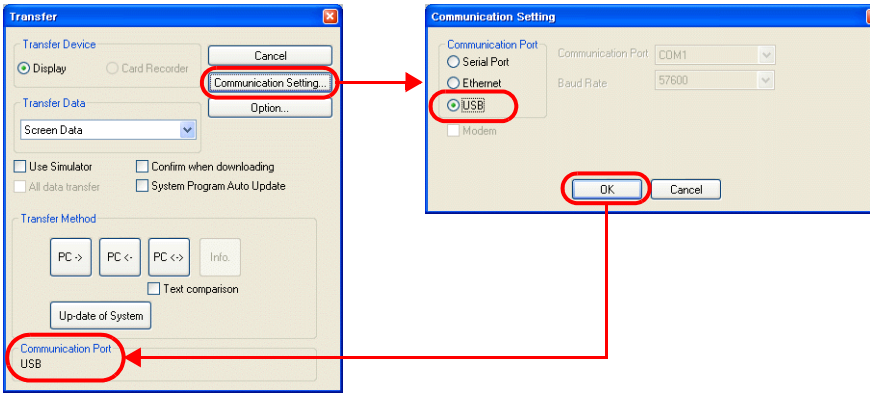 Transfer
Transfer Device
Display
Card Recorder
Cancel
Communication Setting...
Option...
Transfer Data
Screen Data
Use Simulator
Confirm when downloading
All data transfer
System Program Auto Update
Transfer Method
PC ->
PC <-
PC <->
Info.
Text comparison
Up-date of System
Communication Port
USB
Communication Setting
Communication Port
Serial Port
Ethernet
USB
Modem
Communication Port
COM1
Baud Rate
57600
OK
Cancel